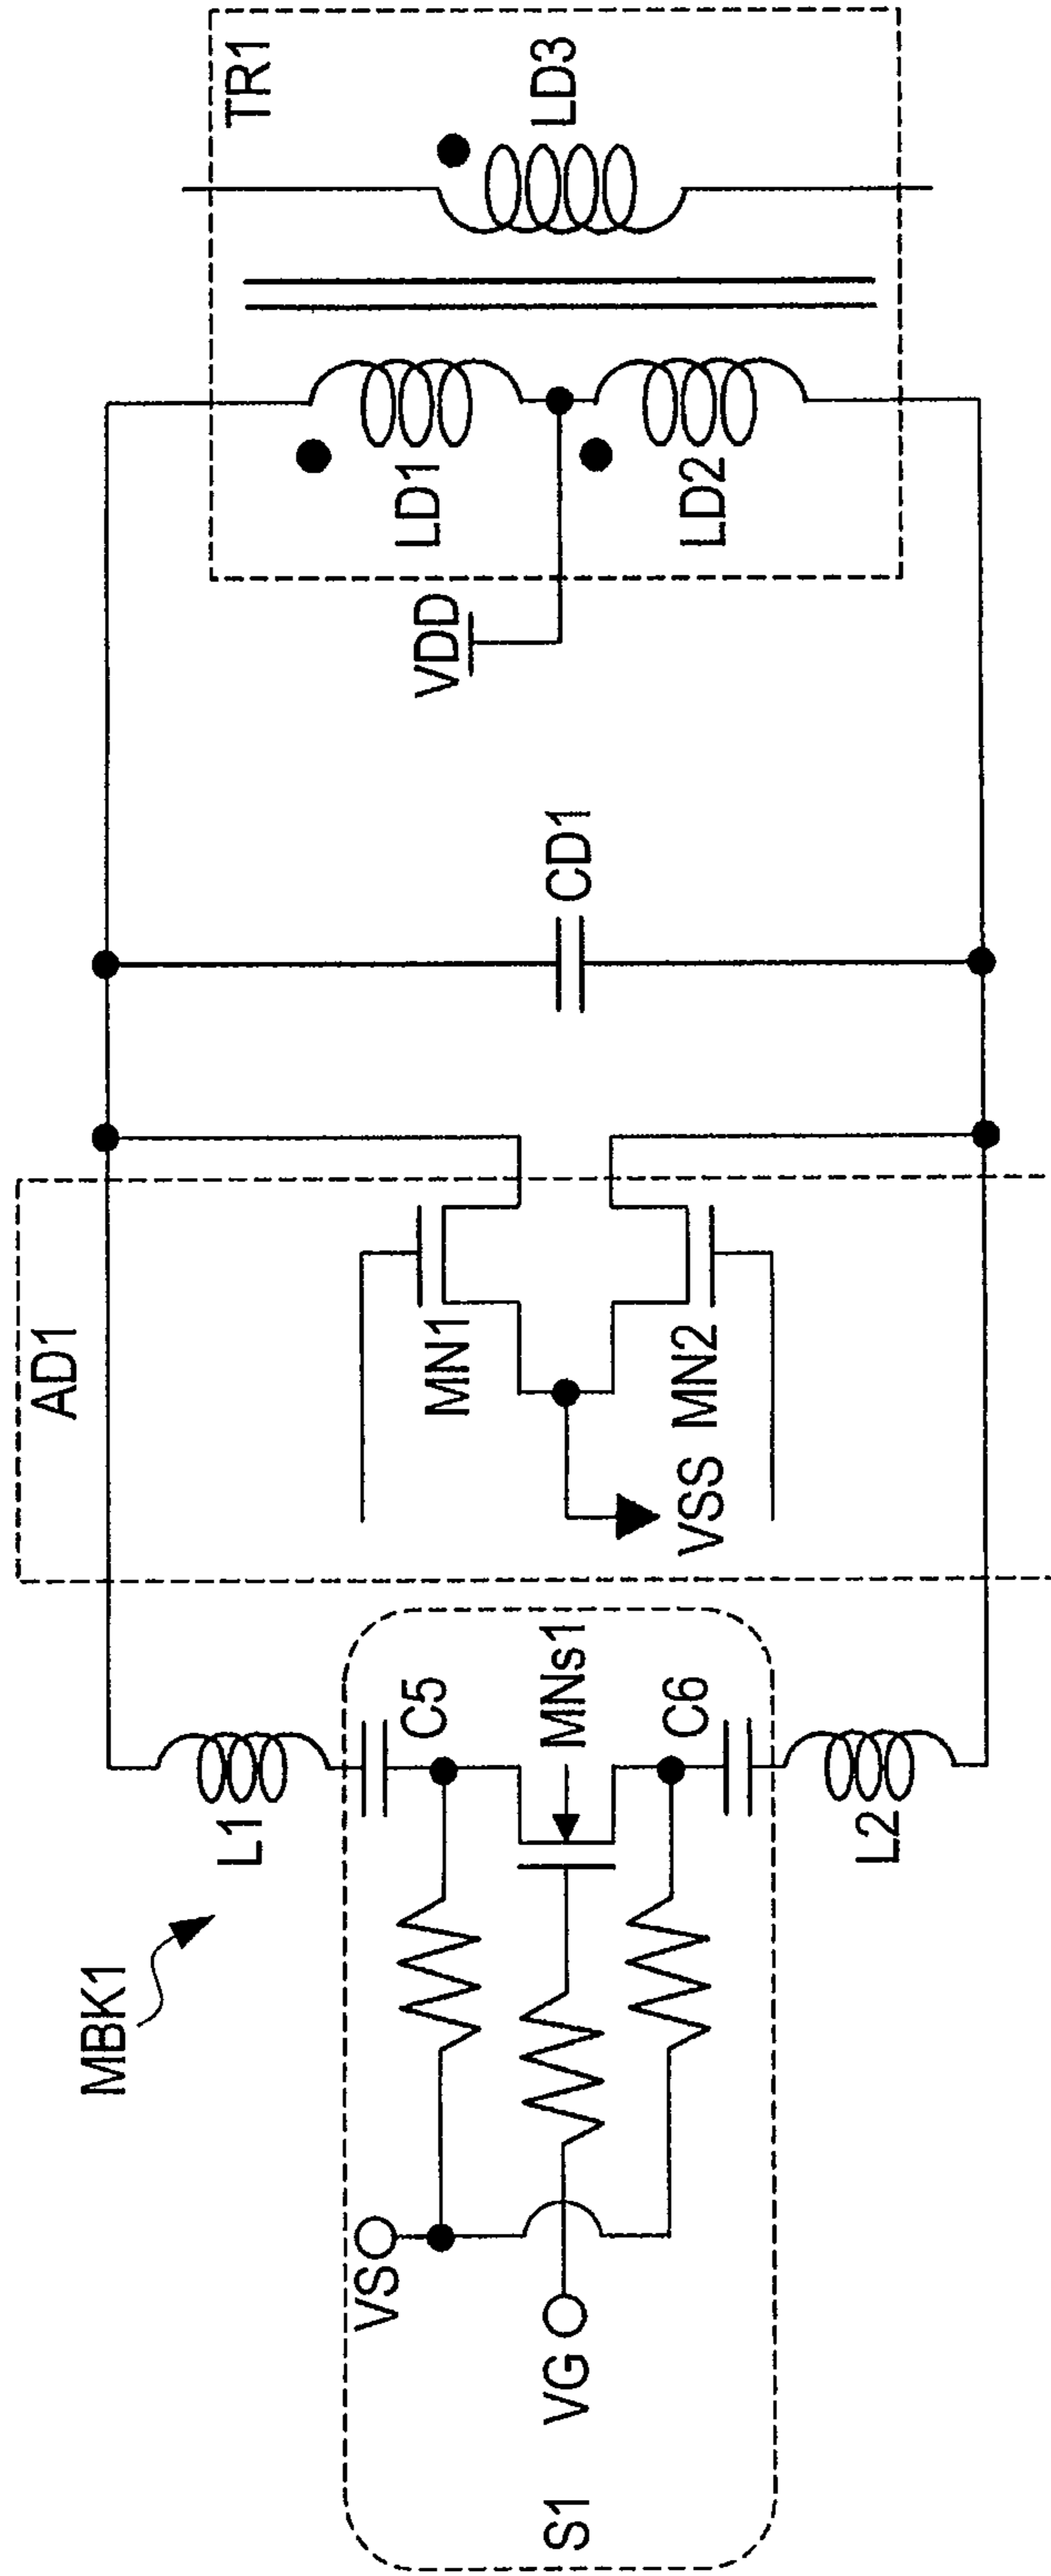 TR1
LD3
LD1
LD2
VDD
CD1
AD1
MN1
MN2
VSS
MBK1
L1
C5
MNs1
C6
L2
VS
VG
S1